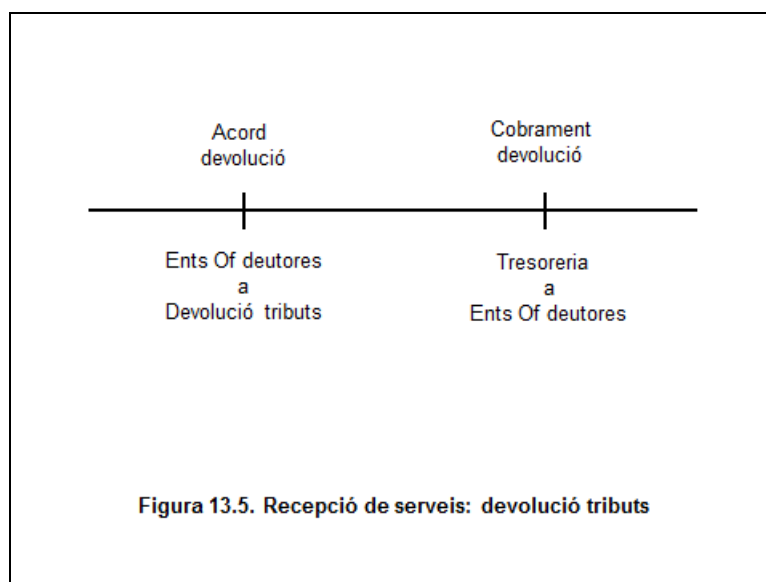 Acord
devolució
Cobrament
devolució
Ents Of deutores
a
Devolució tributs
Tresoreria
a
Ents Of deutores
Figura 13.5. Recepció de serveis: devolució tributs